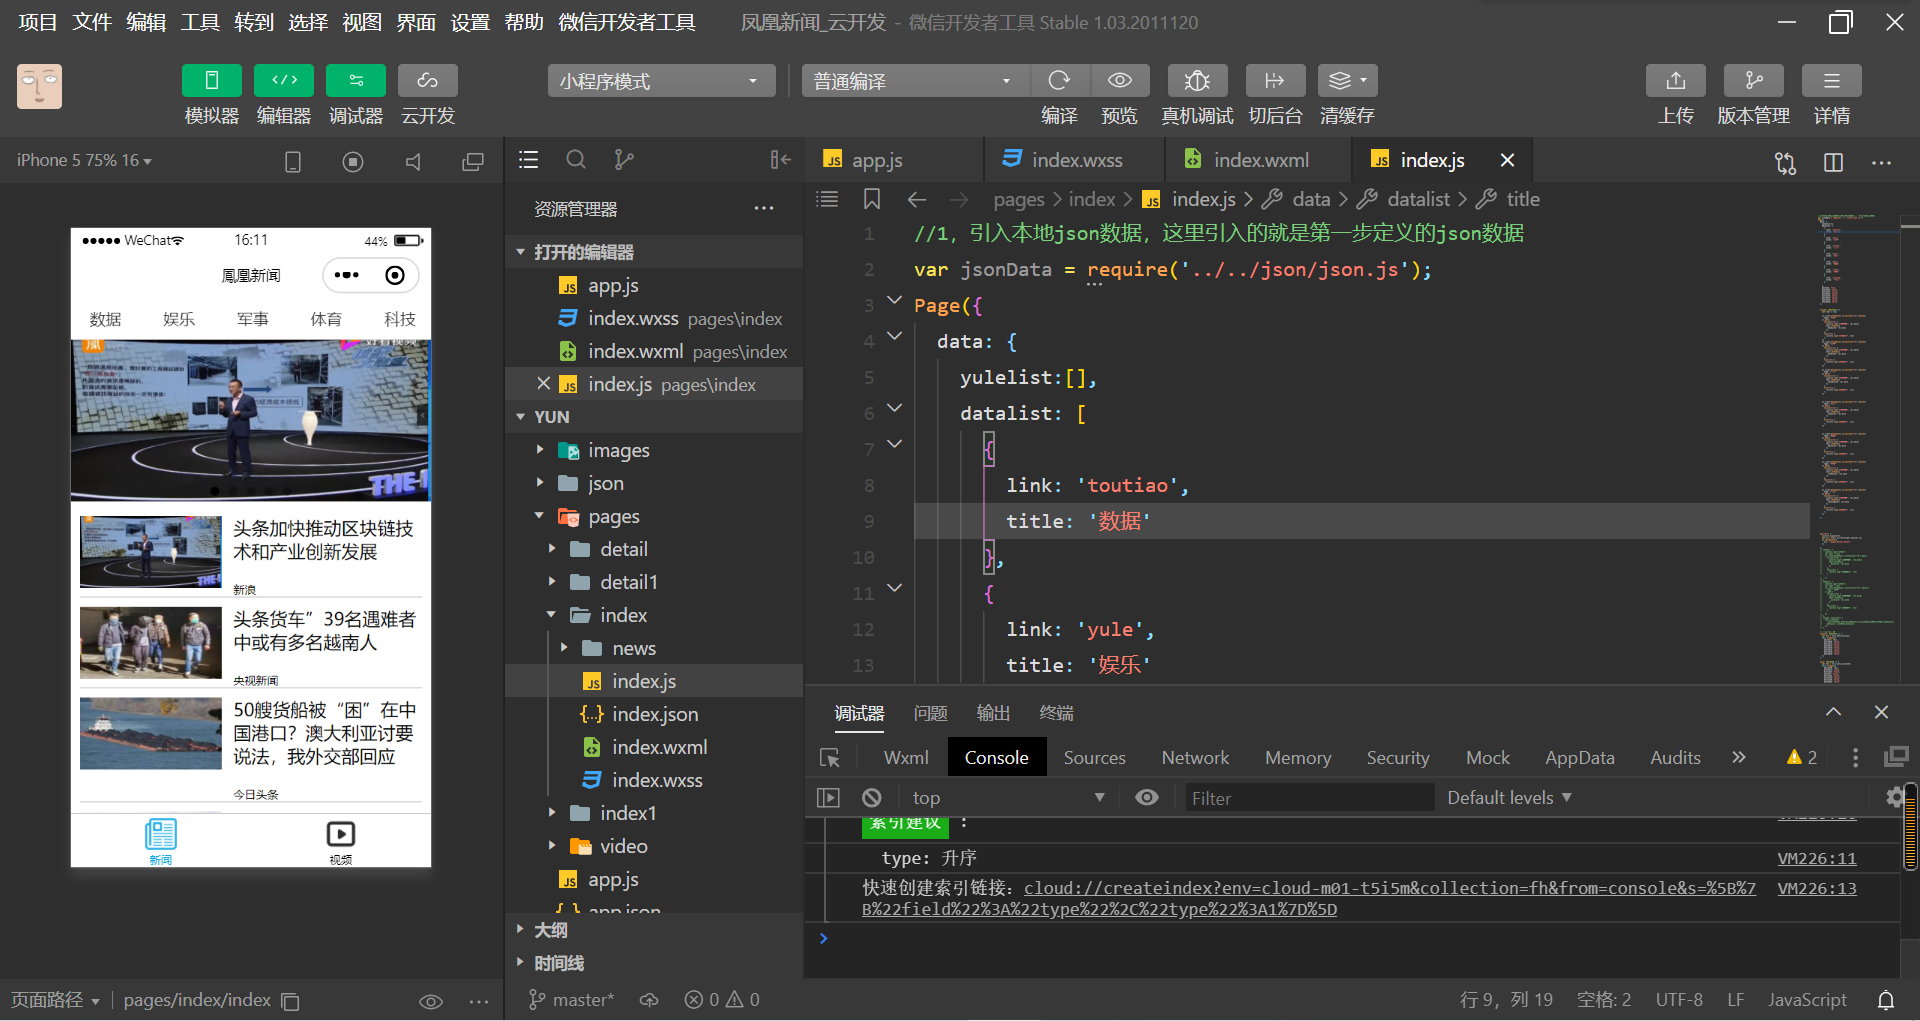 项目 文件 编辑 工具 转到 选择 视图 界面 设置 帮助 微信开发者工具 凤凰新闻_云开发 - 微信开发者工具 Stable 1.03.2011120
小程序模式 普通编译
模拟器 编辑器 调试器 云开发 编译 预览 真机调试 切后台 清缓存 上传 版本管理 详情
iPhone 5 75% 16
WeChat 16:11 44%
凰凰新闻
数据 娱乐 军事 体育 科技
THE-I
头条加快推动区块链技
术和产业创新发展
新浪
头条货车”39名遇难者
中或有多名越南人
央视新闻
50艘货船被“困”在中
国港口？澳大利亚讨要
说法，我外交部回应
今日头条
新闻 视频
页面路径 pages/index/index
资源管理器
打开的编辑器
app.js
index.wxss pages\index
index.wxml pages\index
index.js pages\index
YUN
images
json
pages
detail
detail1
index
news
index.js
index.json
index.wxml
index.wxss
index1
video
app.js
app.json
大纲
时间线
master* 0 0
app.js index.wxss index.wxml index.js
pages > index > index.js > data > datalist > title
1 //1, 引入本地json数据, 这里引入的就是第一步定义的json数据
2 var jsonData = require('../../json/json.js');
3 Page({
4 data: {
5 yulelist:[],
6 datalist: [
7 {
8 link: 'toutiao',
9 title: '数据'
10 },
11 {
12 link: 'yule',
13 title: '娱乐'
调试器 问题 输出 终端
Wxml Console Sources Network Memory Security Mock AppData Audits 2
top Filter Default levels
索引建议 :
type: 升序 VM226:11
快速创建索引链接: cloud://createindex?env=cloud-m01-t5i5m&collection=fh&from=console&s=%5B%7 VM226:13
B%22field%22%3A%22type%22%2C%22type%22%3A1%7D%5D
行 9，列 19 空格: 2 UTF-8 LF JavaScript